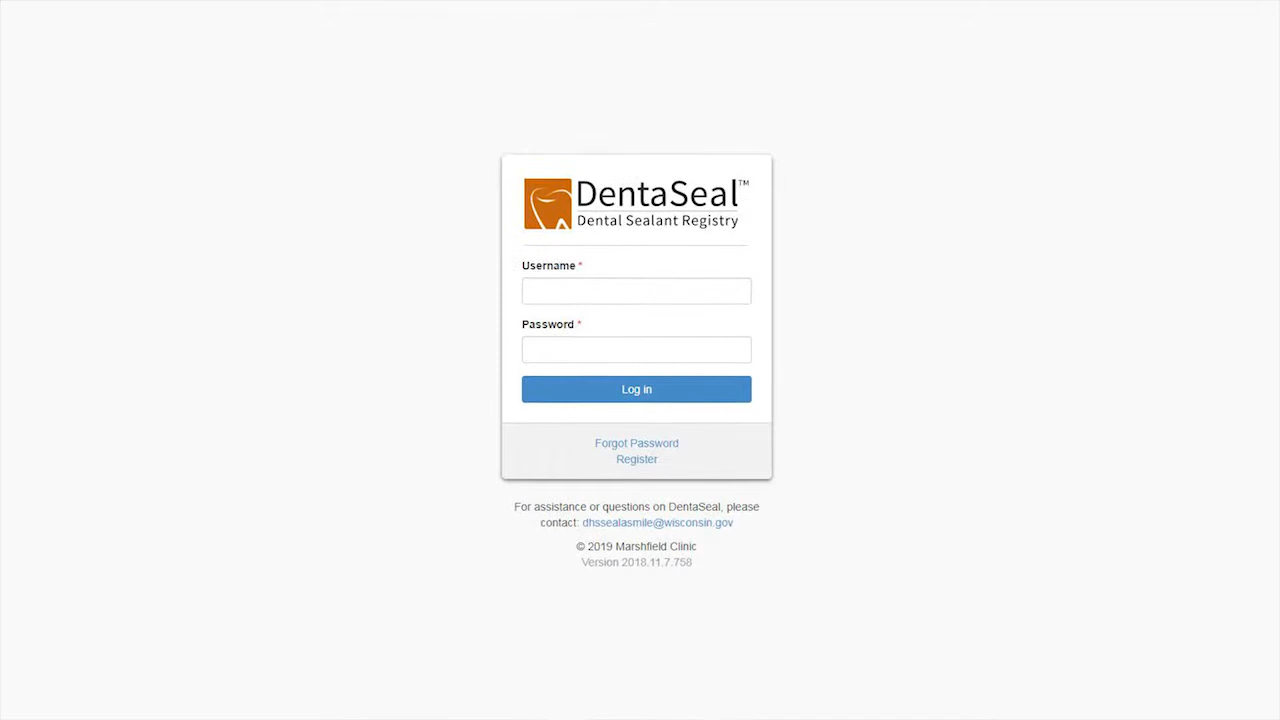 DentaSeal™
Dental Sealant Registry
Username *
Password *
Log in
Forgot Password
Register
For assistance or questions on DentaSeal, please
contact: dhssealasmile@wisconsin.gov
© 2019 Marshfield Clinic
Version 2018.11.7.758